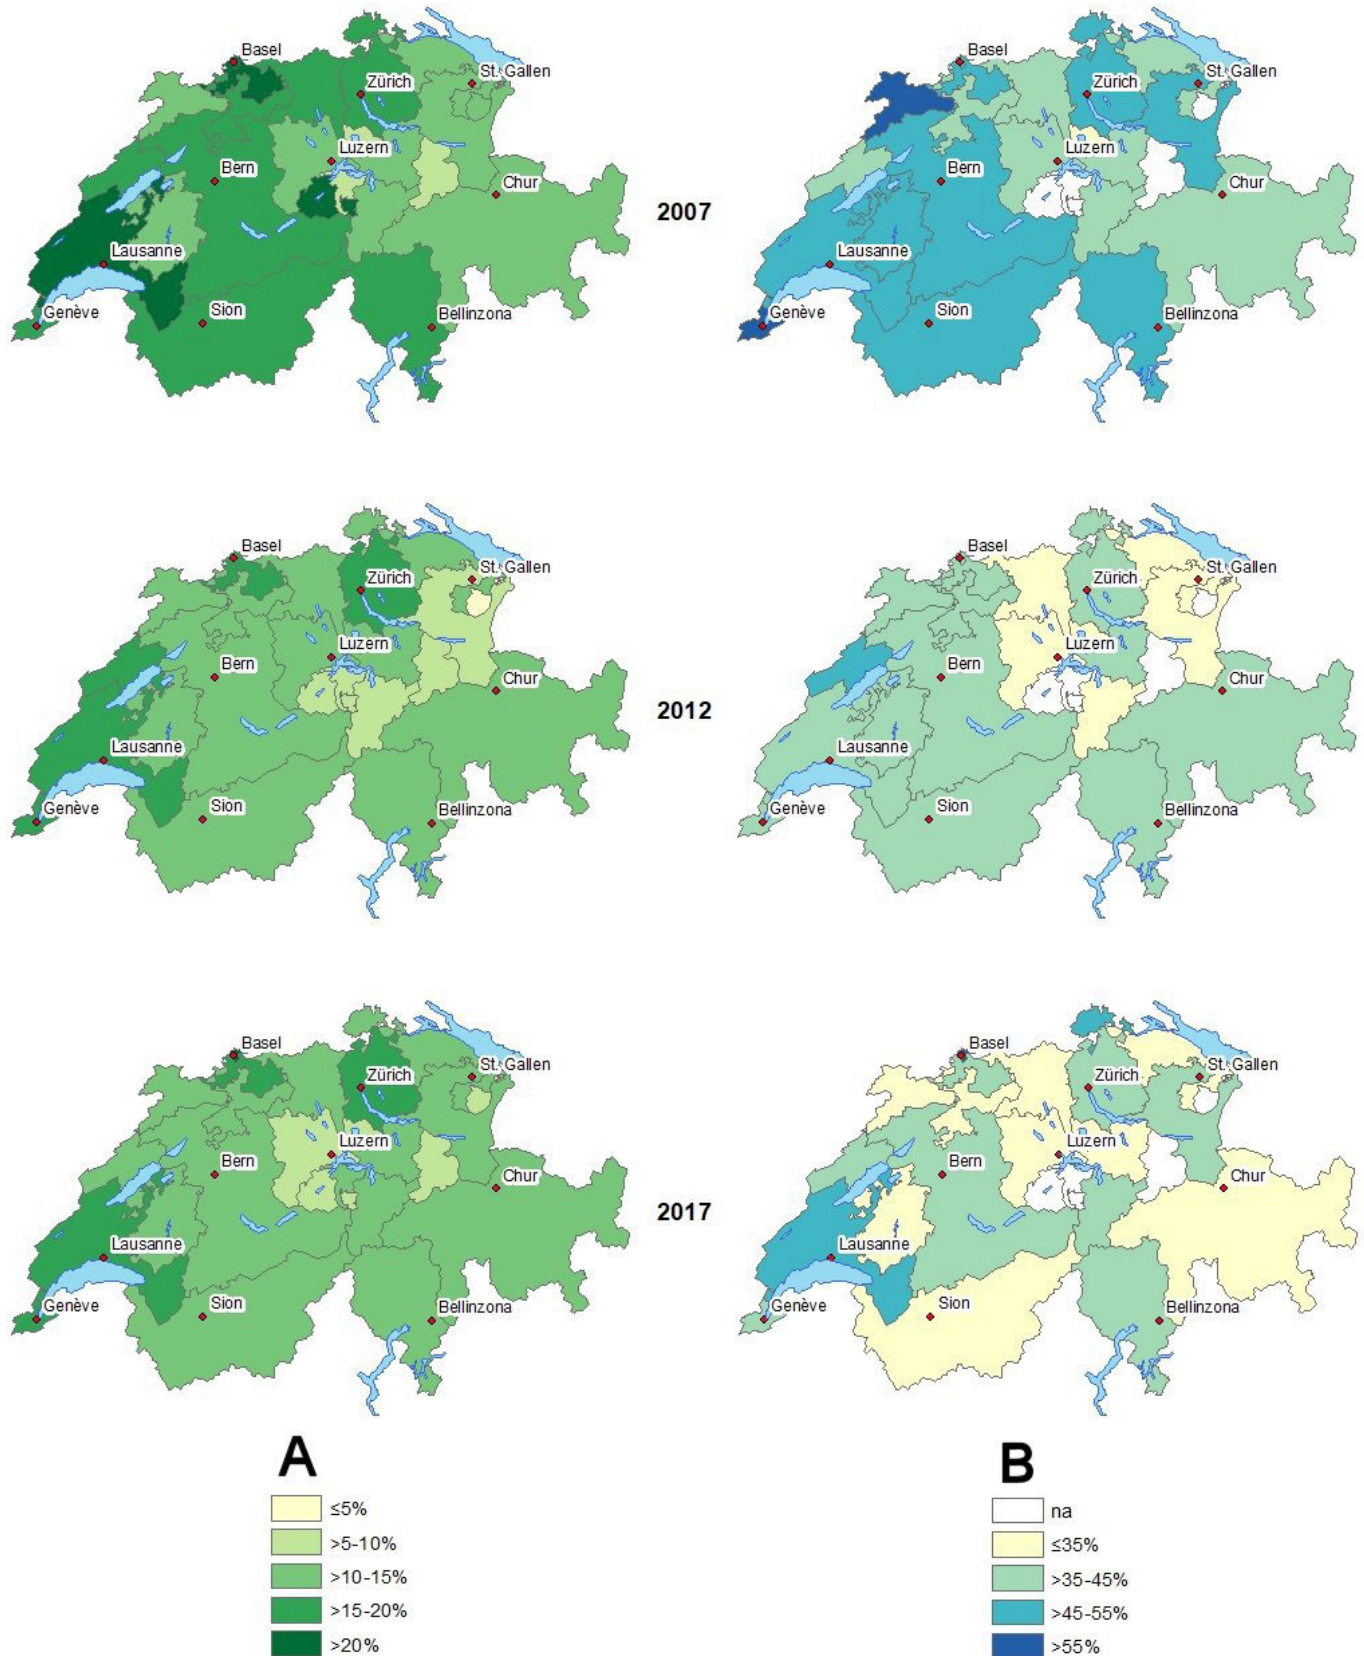 Basel
Zürich
St. Gallen
Luzern
Bern
Chur
Lausanne
Genève
Sion
Bellinzona
2007
Basel
Zürich
St. Gallen
Luzern
Bern
Chur
Lausanne
Genève
Sion
Bellinzona
Basel
Zürich
St. Gallen
Luzern
Bern
Chur
Lausanne
Genève
Sion
Bellinzona
2012
Basel
Zürich
St. Gallen
Luzern
Bern
Chur
Lausanne
Genève
Sion
Bellinzona
Basel
Zürich
St. Gallen
Luzern
Bern
Chur
Lausanne
Genève
Sion
Bellinzona
2017
Basel
Zürich
St. Gallen
Luzern
Bern
Chur
Lausanne
Genève
Sion
Bellinzona
A
≤5%
>5-10%
>10-15%
>15-20%
>20%
B
na
≤35%
>35-45%
>45-55%
>55%